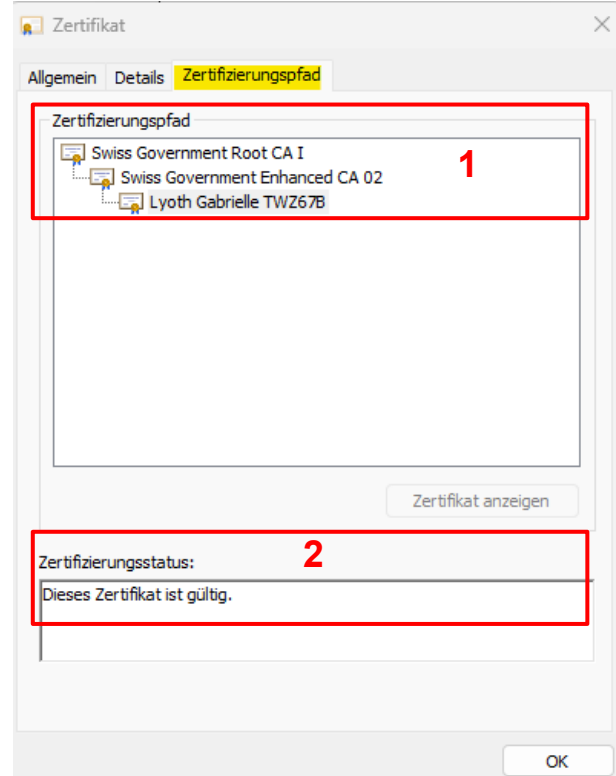 Zertifikat
Allgemein Details Zertifizierungspfad
Zertifizierungspfad
Swiss Government Root CA I
1
Swiss Government Enhanced CA 02
Lyoth Gabrielle TWZ67B
Zertifikat anzeigen
2
Zertifizierungsstatus:
Dieses Zertifikat ist gültig.
OK